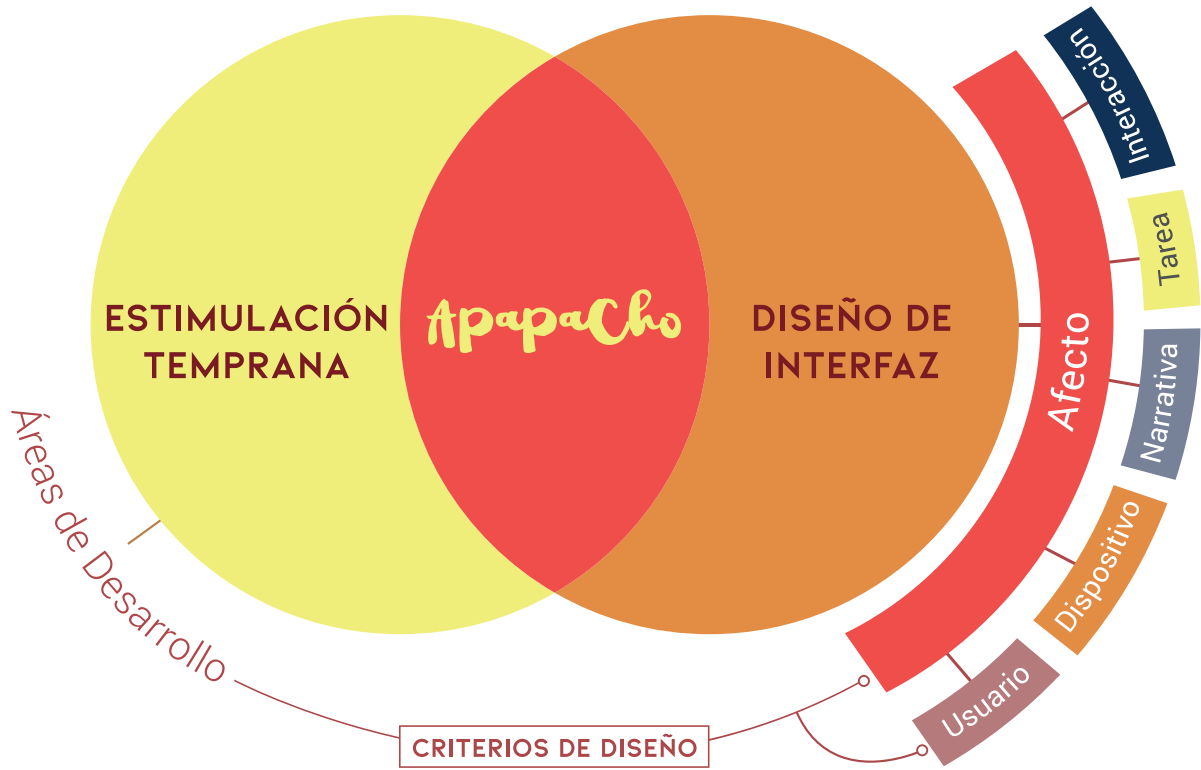 ESTIMULACIÓN
TEMPRANA
ApapaCho
DISEÑO DE
INTERFAZ
Afecto
Interacción
Tarea
Narrativa
Dispositivo
Usuario
Áreas de Desarrollo
CRITERIOS DE DISEÑO